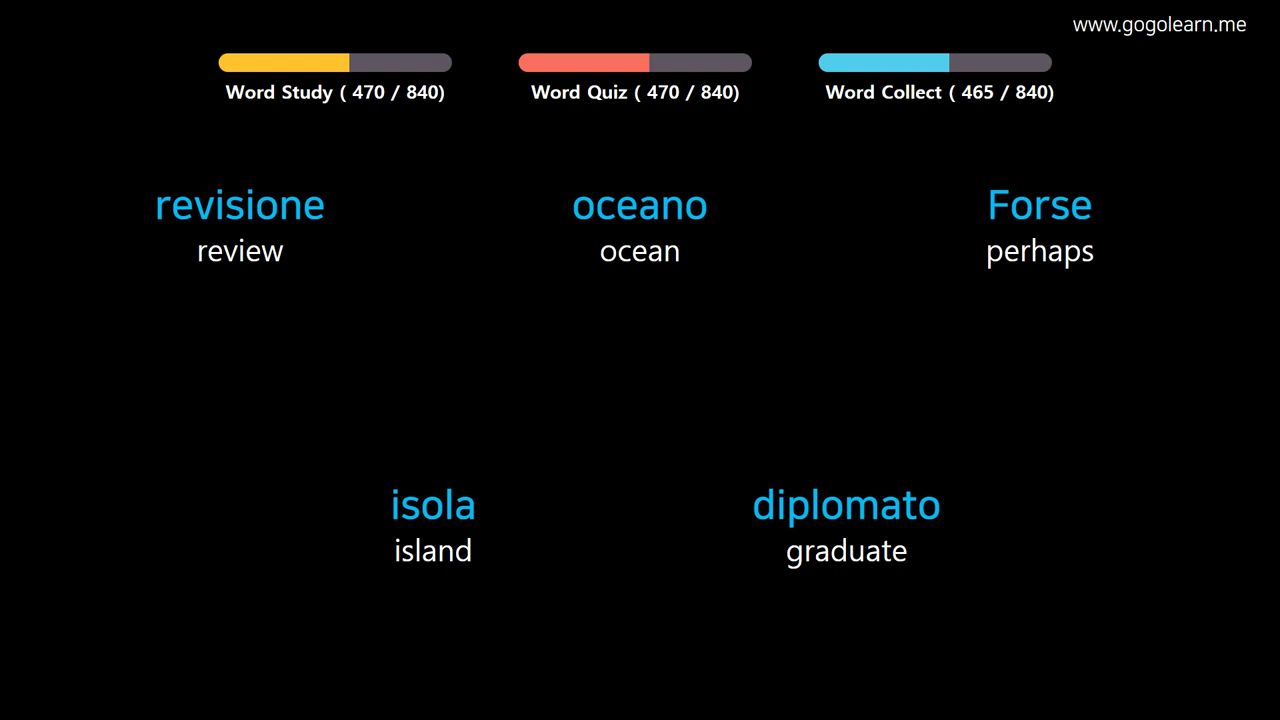 www.gogolearn.me
Word Study ( 470 / 840)
Word Quiz ( 470 / 840)
Word Collect ( 465 / 840)
revisione
review
oceano
ocean
Forse
perhaps
isola
island
diplomato
graduate